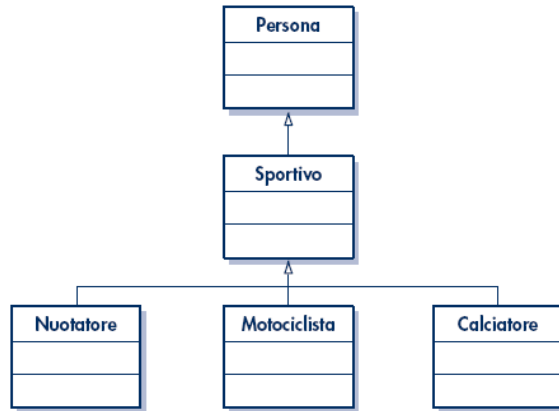 Persona
Sportivo
Nuotatore
Motociclista
Calciatore